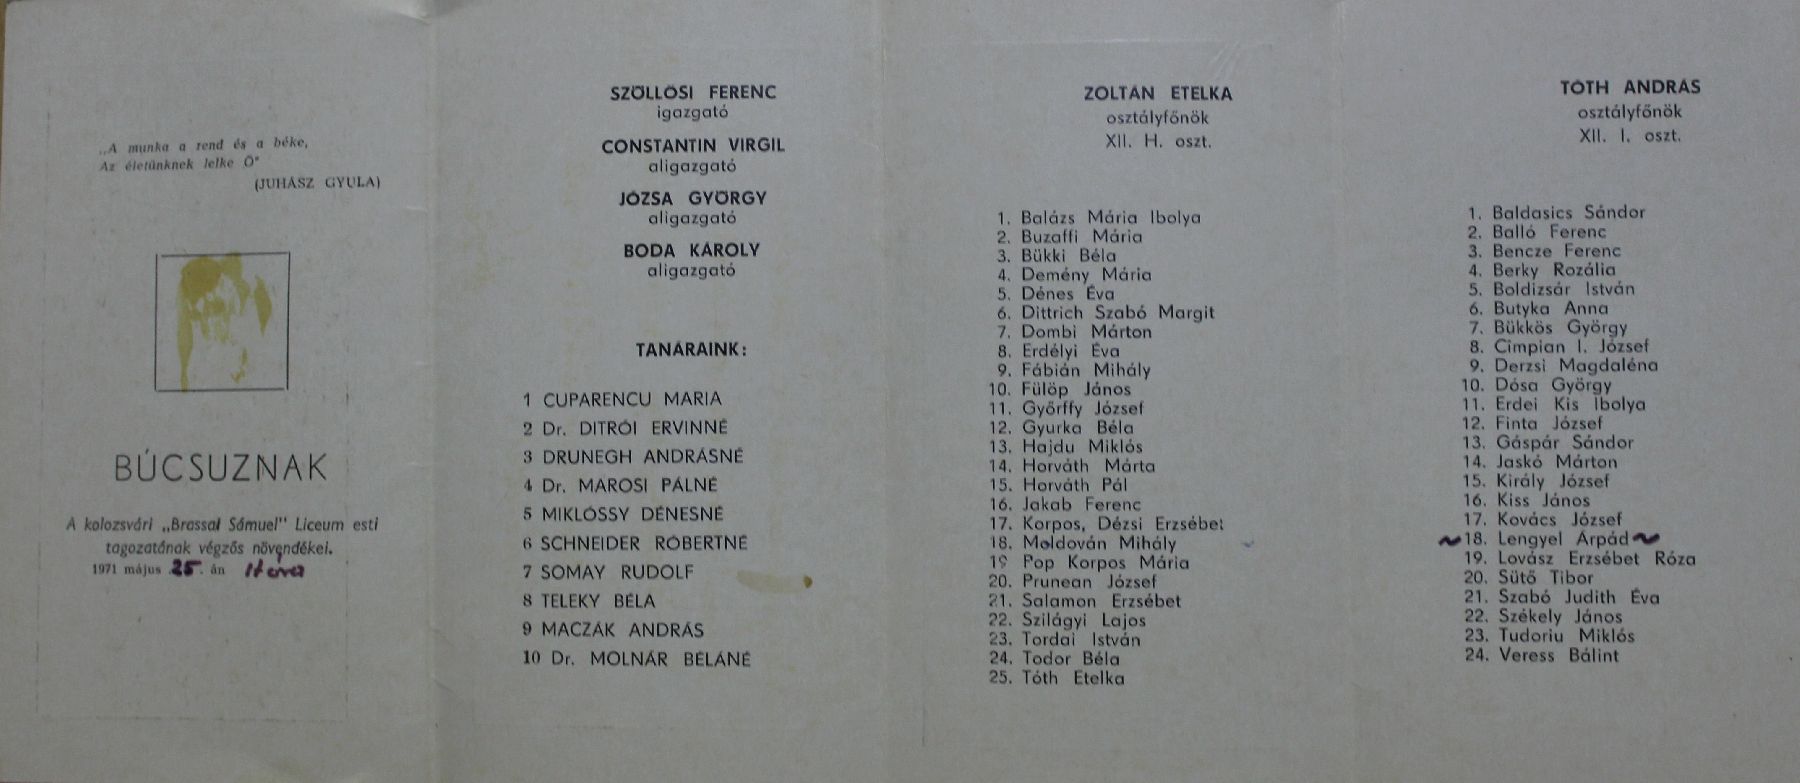 „A munka a rend és a béke,
Az életünknek lelke Ő"
(JUHÁSZ GYULA)
BÚCSUZNAK
A kolozsvári „Brassai Sámuel" Liceum esti
tagozatának végzős növendékei.
1971 május 25. án
SZÖLLŐSI FERENC
igazgató
CONSTANTIN VIRGIL
aligazgató
JÓZSA GYÖRGY
aligazgató
BODA KÁROLY
aligazgató
TANÁRAINK:
1 CUPARENCU MARIA
2 Dr. DITRÓI ERVINNÉ
3 DRUNEGH ANDRÁSNÉ
4 Dr. MAROSI PÁLNÉ
5 MIKLÓSSY DÉNESNÉ
6 SCHNEIDER RÓBERTNÉ
7 SOMAY RUDOLF
8 TELEKY BÉLA
9 MACZÁK ANDRÁS
10 Dr. MOLNÁR BÉLÁNÉ
ZOLTÁN ETELKA
osztályfőnök
XII. H. oszt.
1. Balázs Mária Ibolya
2. Buzaffi Mária
3. Bükki Béla
4. Demény Mária
5. Dénes Éva
6. Dittrich Szabó Margit
7. Dombi Márton
8. Erdélyi Éva
9. Fábián Mihály
10. Fülöp János
11. Győrffy József
12. Gyurka Béla
13. Hajdu Miklós
14. Horváth Márta
15. Horváth Pál
16. Jakab Ferenc
17. Korpos, Dézsi Erzsébet
18. Moldován Mihály
19 Pop Korpos Mária
20. Prunean József
21. Salamon Erzsébet
22. Szilágyi Lajos
23. Tordai István
24. Todor Béla
25. Tóth Etelka
TÓTH ANDRÁS
osztályfőnök
XII. I. oszt.
1. Baldasics Sándor
2. Balló Ferenc
3. Bencze Ferenc
4. Berky Rozália
5. Boldizsár István
6. Butyka Anna
7. Bükkös György
8. Cimpian I. József
9. Derzsi Magdaléna
10. Dósa György
11. Erdei Kis Ibolya
12. Finta József
13. Gáspár Sándor
14. Jaskó Márton
15. Király József
16. Kiss János
17. Kovács József
18. Lengyel Árpád
19. Lovász Erzsébet Róza
20. Sütő Tibor
21. Szabó Judith Éva
22. Székely János
23. Tudoriu Miklós
24. Veress Bálint